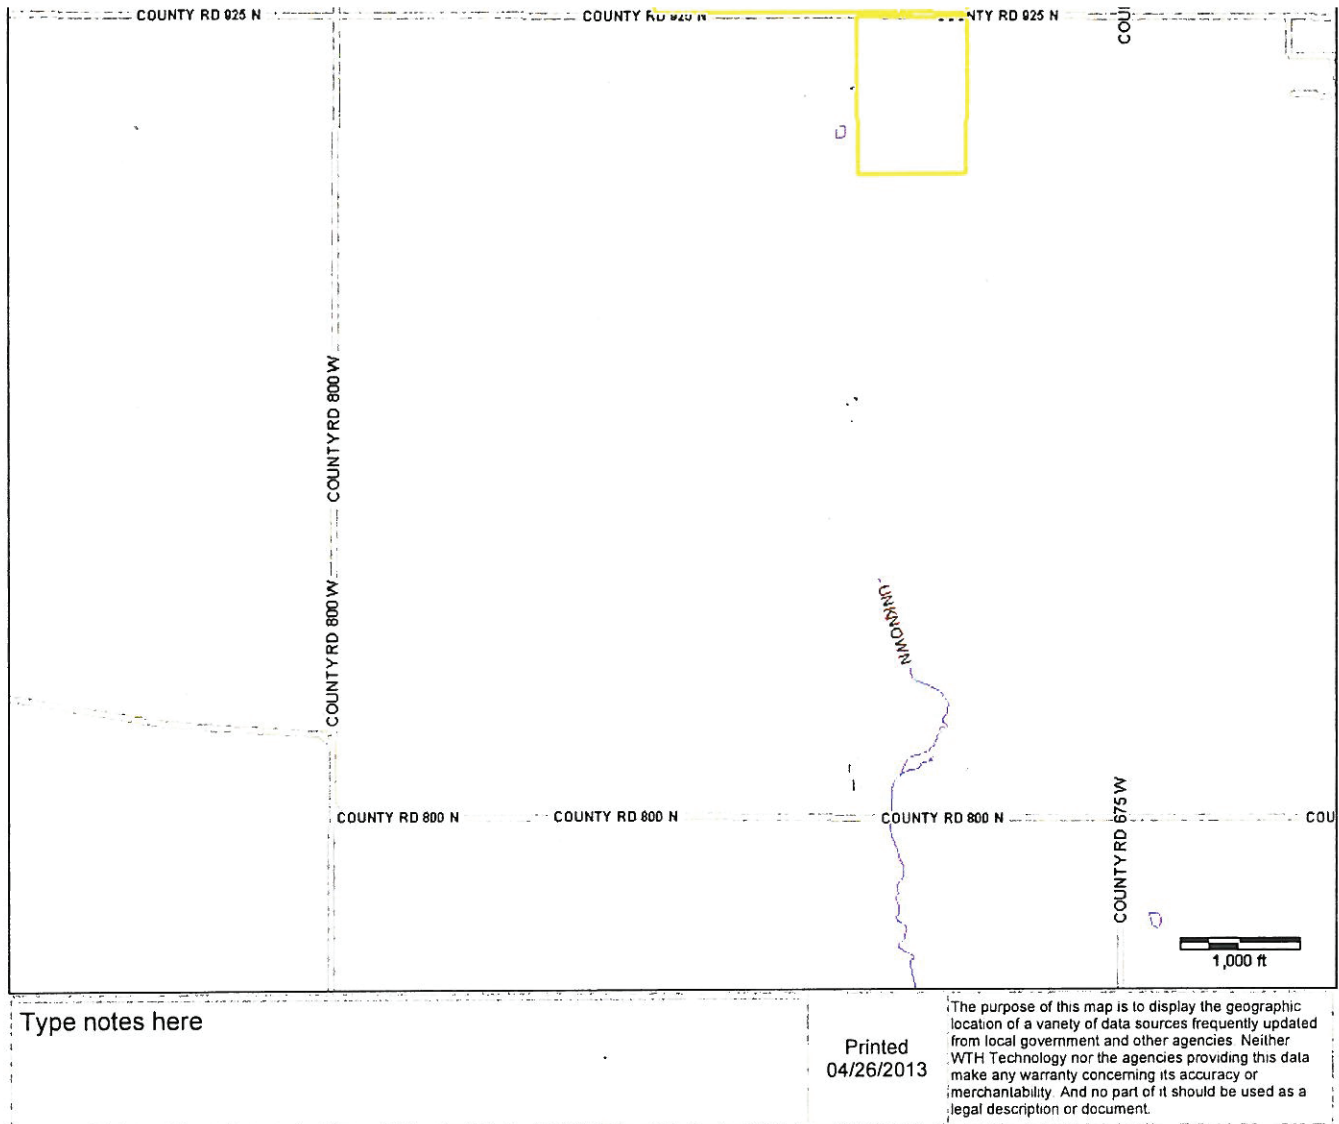 COUNTY RD 925 N
COUNTY RD 925 N
NTY RD 925 N
COUI
COUNTY RD 800 W
COUNTY RD 800 W
UNKNOWN
COUNTY RD 675 W
COUNTY RD 800 N
COUNTY RD 800 N
COUNTY RD 800 N
COU
1,000 ft
Type notes here
Printed
04/26/2013
The purpose of this map is to display the geographic
location of a variety of data sources frequently updated
from local government and other agencies. Neither
WTH Technology nor the agencies providing this data
make any warranty concerning its accuracy or
merchantability. And no part of it should be used as a
legal description or document.